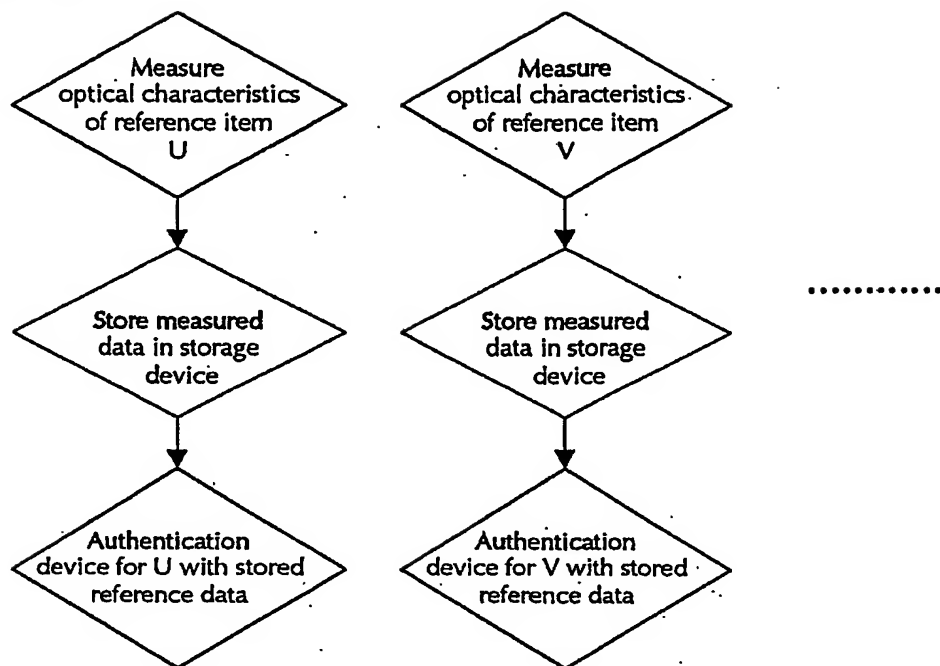 Measure
optical characteristics
of reference item
U
Store measured
data in storage
device
Authentication
device for U with stored
reference data
Measure
optical characteristics
of reference item
V
Store measured
data in storage
device
Authentication
device for V with stored
reference data